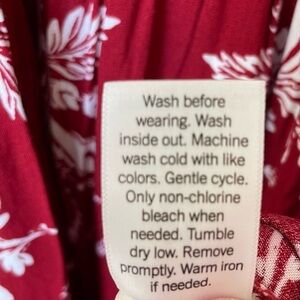 Wash before
wearing. Wash
inside out. Machine
wash cold with like
colors. Gentle cycle.
Only non-chlorine
bleach when
needed. Tumble
dry low. Remove
promptly. Warm iron
if needed.